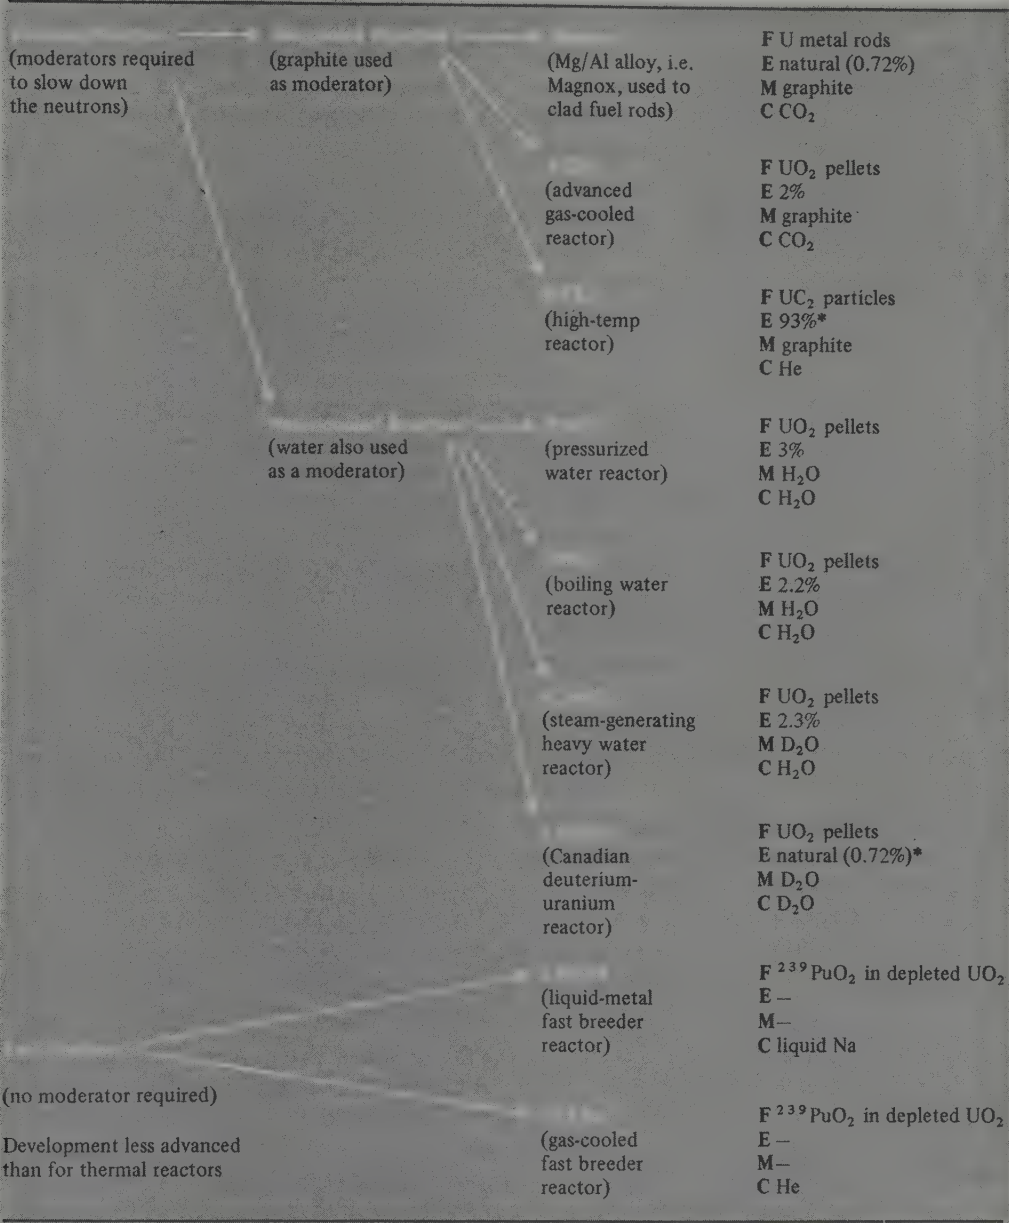 (moderators required
to slow down
the neutrons)
(graphite used
as moderator)
(Mg/Al alloy, i.e.
Magnox, used to
clad fuel rods)
F U metal rods
E natural (0.72%)
M graphite
C CO₂
(advanced
gas-cooled
reactor)
F UO₂ pellets
E 2%
M graphite
C CO₂
(high-temp
reactor)
F UC₂ particles
E 93%*
M graphite
C He
(water also used
as a moderator)
(pressurized
water reactor)
F UO₂ pellets
E 3%
M H₂O
C H₂O
(boiling water
reactor)
F UO₂ pellets
E 2.2%
M H₂O
C H₂O
(steam-generating
heavy water
reactor)
F UO₂ pellets
E 2.3%
M D₂O
C H₂O
(Canadian
deuterium-
uranium
reactor)
F UO₂ pellets
E natural (0.72%)*
M D₂O
C D₂O
(liquid-metal
fast breeder
reactor)
F ²³⁹PuO₂ in depleted UO₂
E –
M–
C liquid Na
(no moderator required)
Development less advanced
than for thermal reactors
(gas-cooled
fast breeder
reactor)
F ²³⁹PuO₂ in depleted UO₂
E –
M–
C He